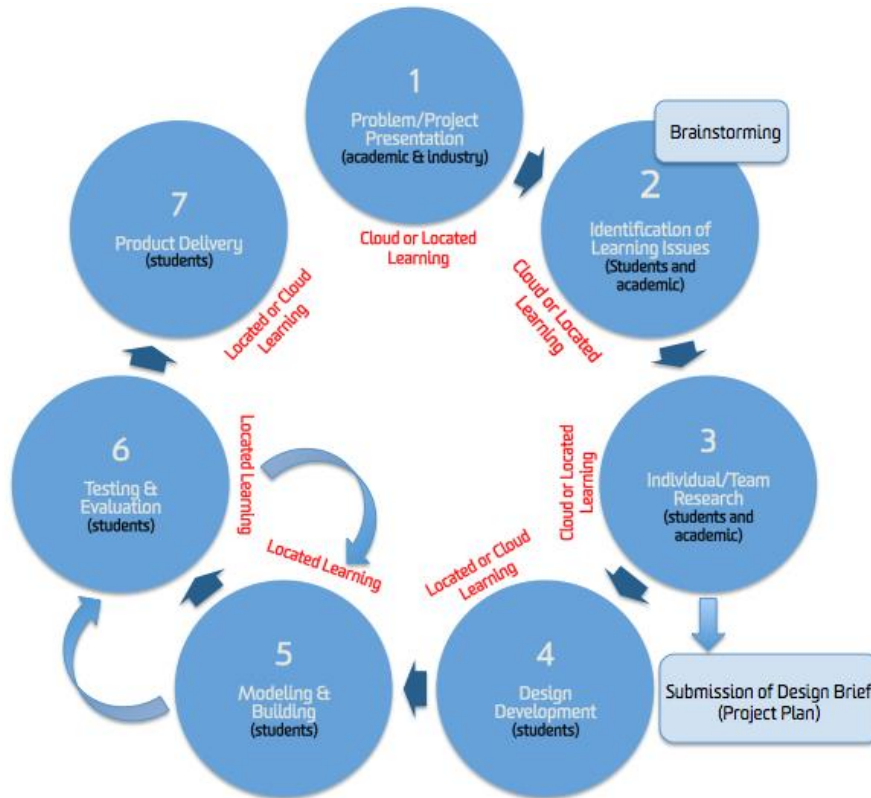 1
Problem/Project
Presentation
(academic & industry)
Cloud or Located
Learning
Brainstorming
2
Identification of
Learning Issues
(Students and
academic)
Cloud or Located
Learning
3
Individual/Team
Research
(students and
academic)
Cloud or Located
Learning
Submission of Design Brief
(Project Plan)
4
Design
Development
(students)
Located or Cloud
Learning
5
Modeling &
Building
(students)
Located Learning
6
Testing &
Evaluation
(students)
Located Learning
7
Product Delivery
(students)
Located or Cloud
Learning